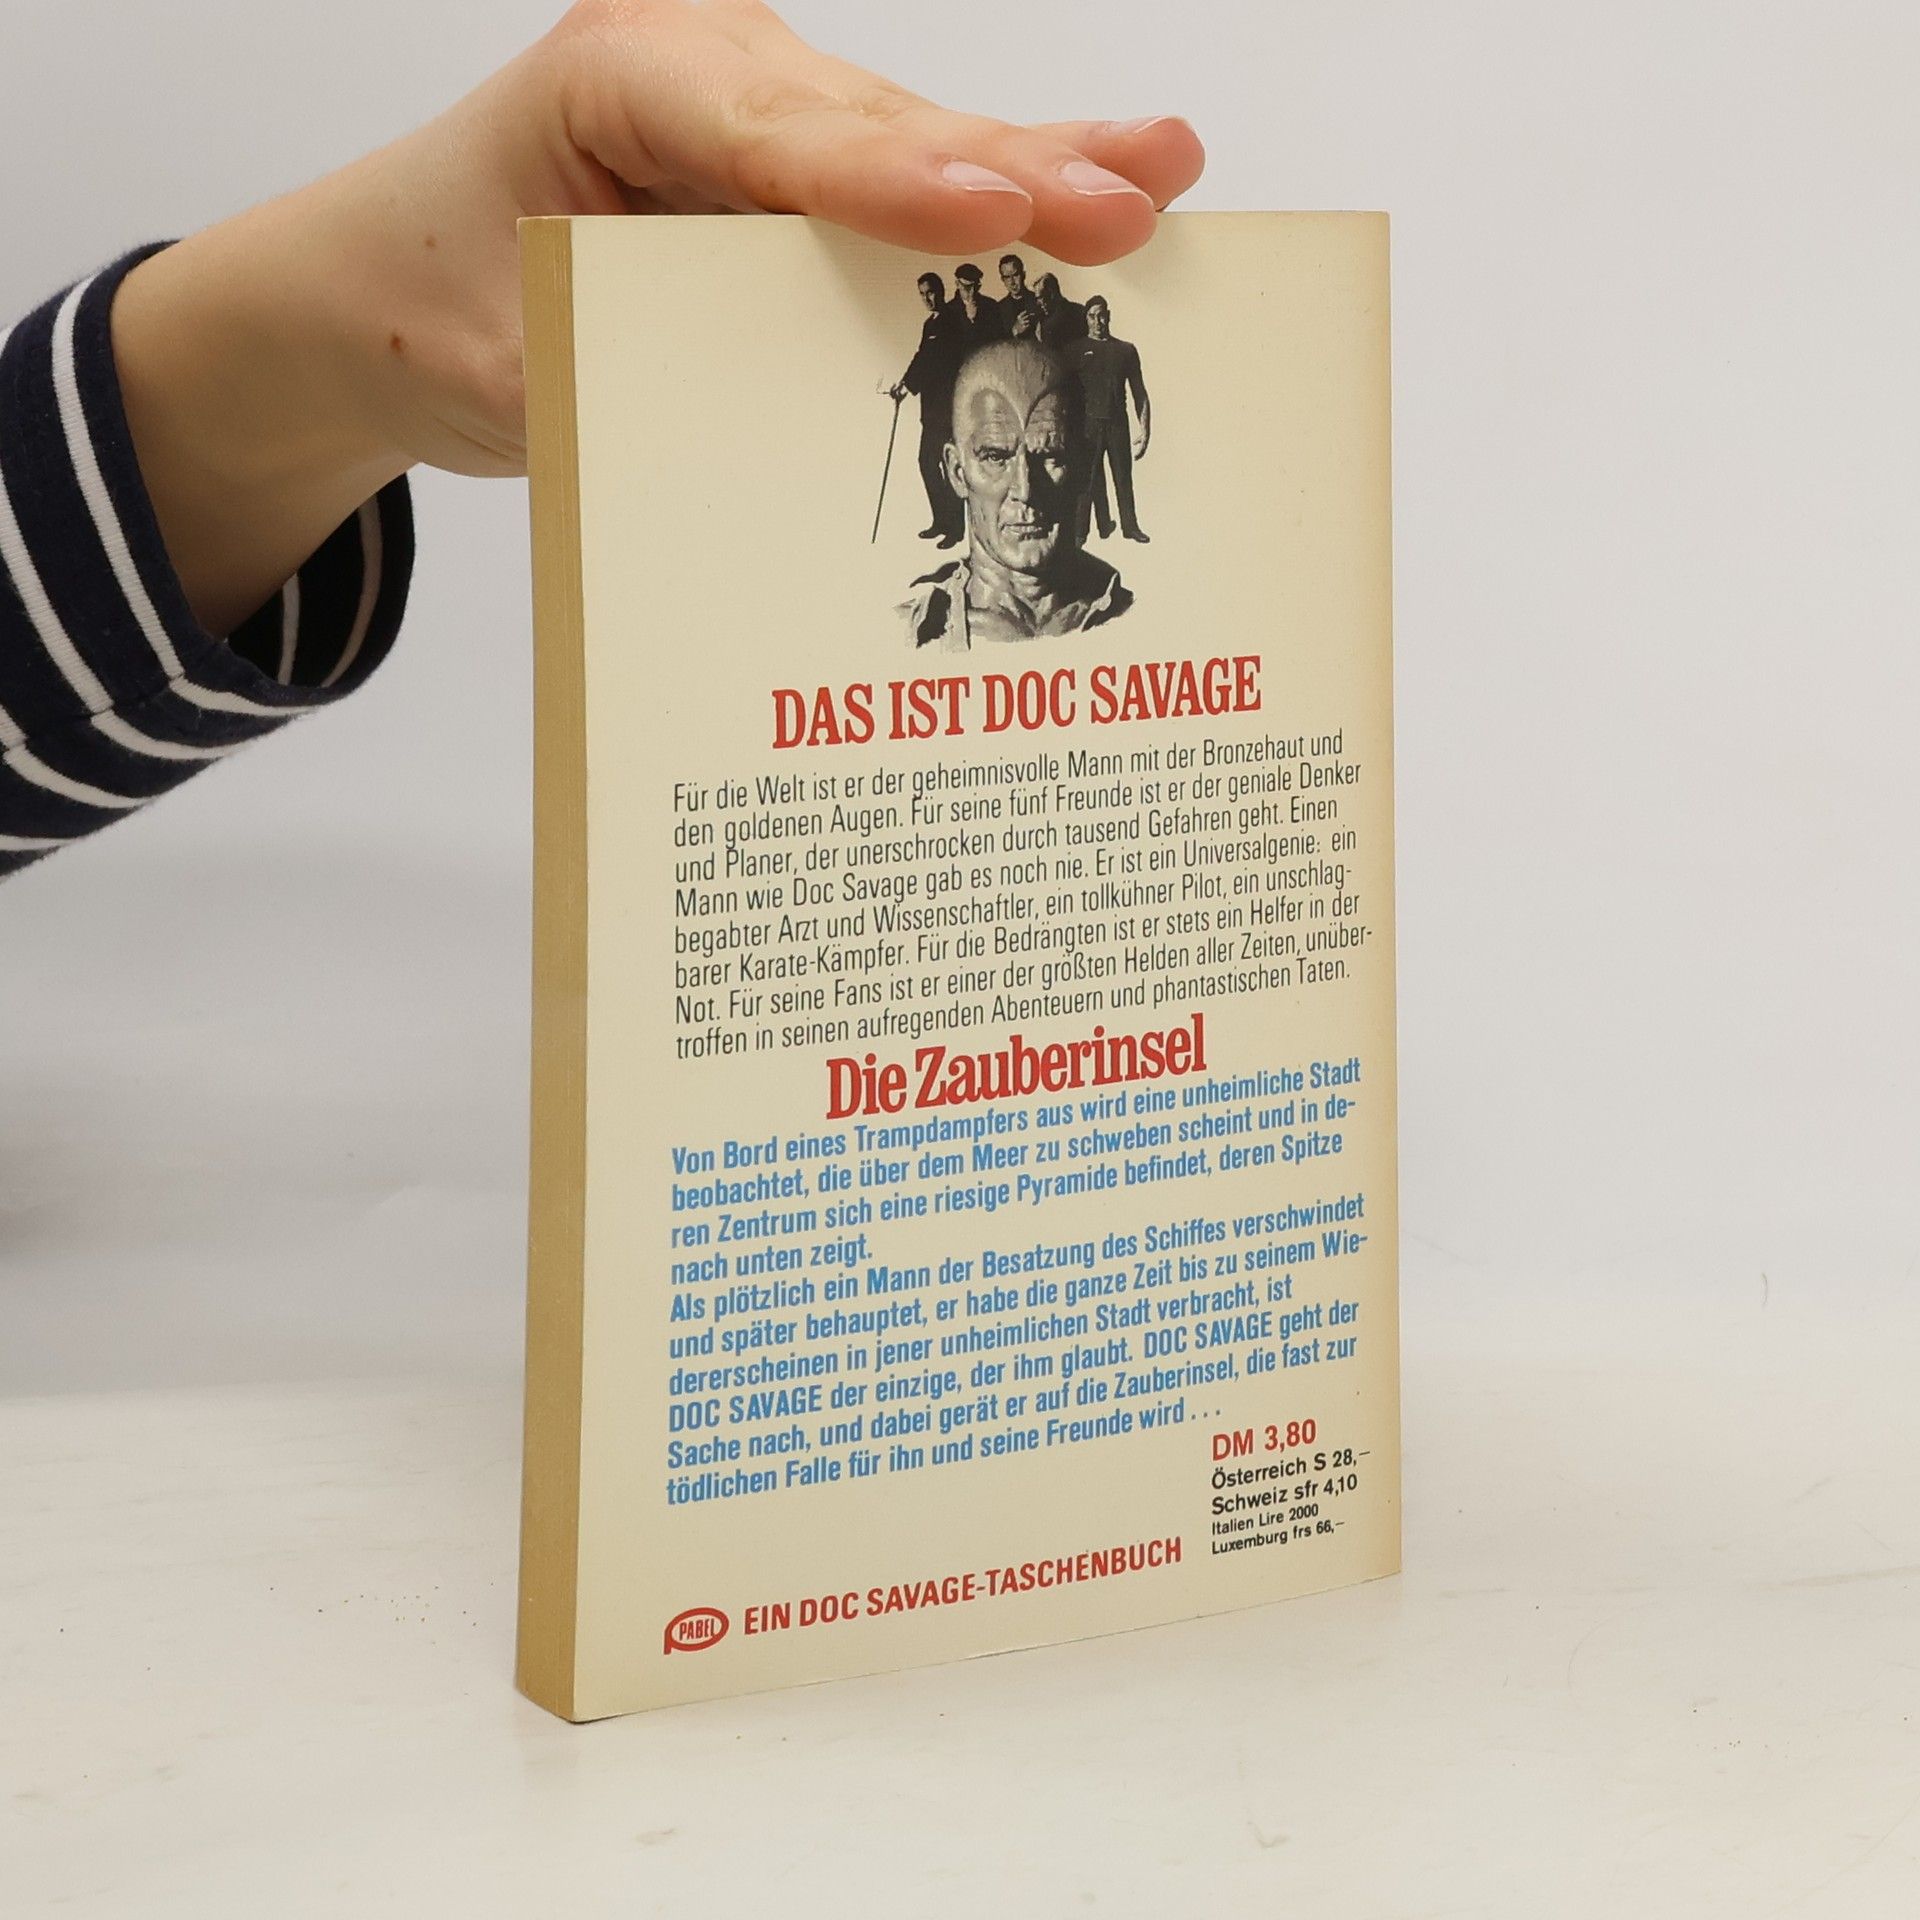 DAS IST DOC SAVAGE
Für die Welt ist er der geheimnisvolle Mann mit der Bronzehaut und
den goldenen Augen. Für seine fünf Freunde ist er der geniale Denker
und Planer, der unerschrocken durch tausend Gefahren geht. Einen
Mann wie Doc Savage gab es noch nie. Er ist ein Universalgenie: ein
begabter Arzt und Wissenschaftler, ein tollkühner Pilot, ein unschlag-
barer Karate-Kämpfer. Für die Bedrängten ist er stets ein Helfer in der
Not. Für seine Fans ist er einer der größten Helden aller Zeiten, unüber-
troffen in seinen aufregenden Abenteuern und phantastischen Taten.
Die Zauberinsel
Von Bord eines Trampdampfers aus wird eine unheimliche Stadt
beobachtet, die über dem Meer zu schweben scheint und in de-
ren Zentrum sich eine riesige Pyramide befindet, deren Spitze
nach unten zeigt.
Als plötzlich ein Mann der Besatzung des Schiffes verschwindet
und später behauptet, er habe die ganze Zeit bis zu seinem Wie-
dererscheinen in jener unheimlichen Stadt verbracht, ist
DOC SAVAGE der einzige, der ihm glaubt. DOC SAVAGE geht der
Sache nach, und dabei gerät er auf die Zauberinsel, die fast zur
tödlichen Falle für ihn und seine Freunde wird . . .
DM 3,80
Österreich S 28,–
Schweiz sfr 4,10
Italien Lire 2000
Luxemburg frs 66,–
PABEL EIN DOC SAVAGE-TASCHENBUCH